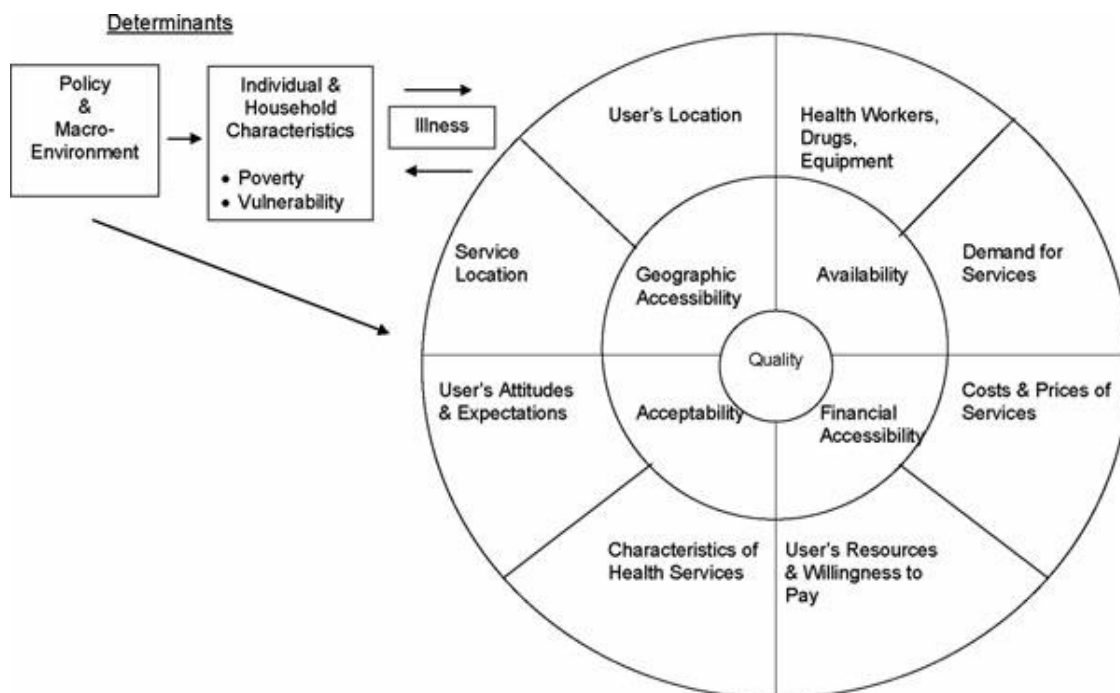 Determinants
Policy
&
Macro-
Environment
Individual &
Household
Characteristics
• Poverty
• Vulnerability
Illness
User's Location
Health Workers,
Drugs,
Equipment
Service
Location
Geographic
Accessibility
Availability
Demand for
Services
Quality
User's Attitudes
& Expectations
Acceptability
Financial
Accessibility
Costs & Prices of
Services
Characteristics of
Health Services
User's Resources
& Willingness to
Pay